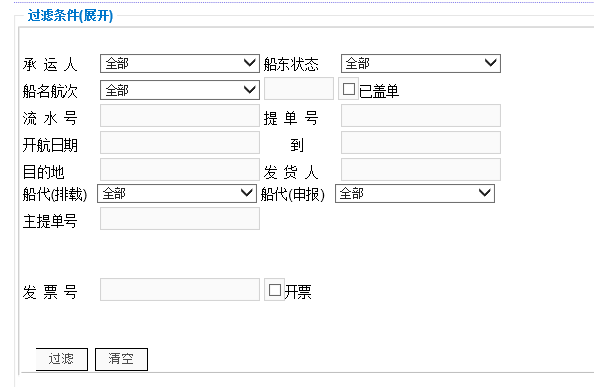 过滤条件(展开)
承 运 人 全部 船东状态 全部
船名航次 全部 已盖单
流 水 号 提 单 号
开航日期 到
目的地 发 货 人
船代(排载) 全部 船代(申报) 全部
主提单号
发 票 号 开票
过滤 清空